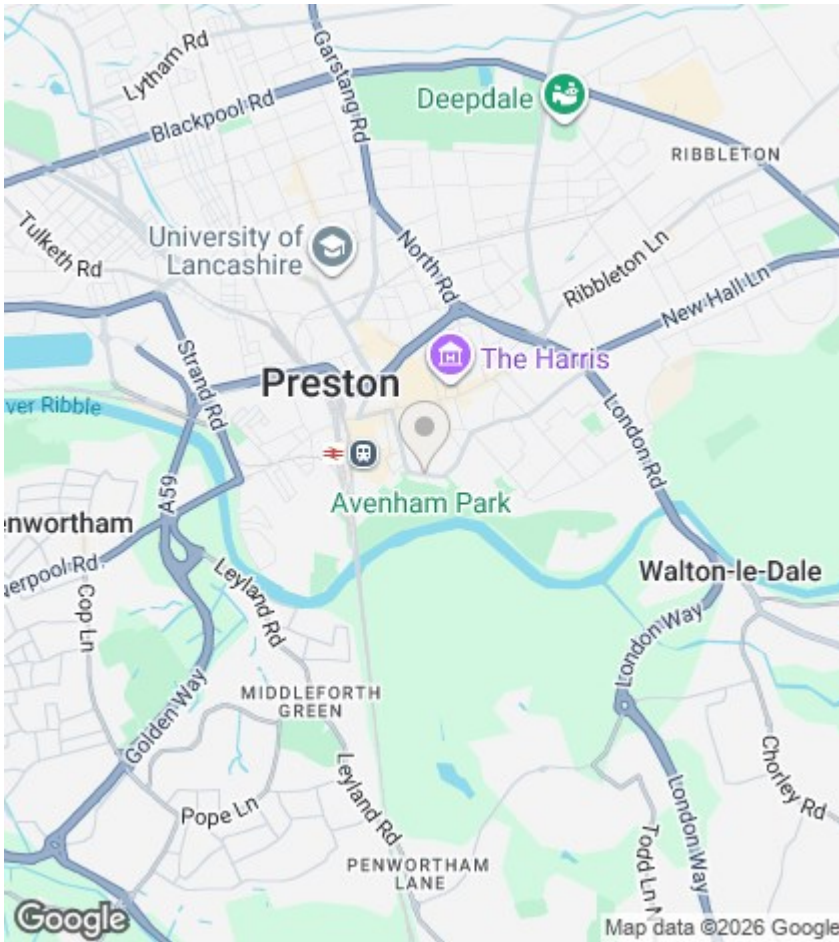 Lytham Rd
Garstang Rd
Blackpool Rd
Deepdale
RIBBLETON
Tulketh Rd
University of
Lancashire
North Rd
Ribbleton Ln
New Hall Ln
Strand Rd
The Harris
Preston
ver Ribble
London Rd
A59
Avenham Park
enwortham
erpool Rd
Leyland Rd
Walton-le-Dale
Cop Ln
London Way
MIDDLEFORTH
GREEN
Golden Way
Leyland Rd
Chorley Rd
Pope Ln
London Way
Todd Ln N
PENWORTHAM
LANE
Google
Map data ©2026 Google